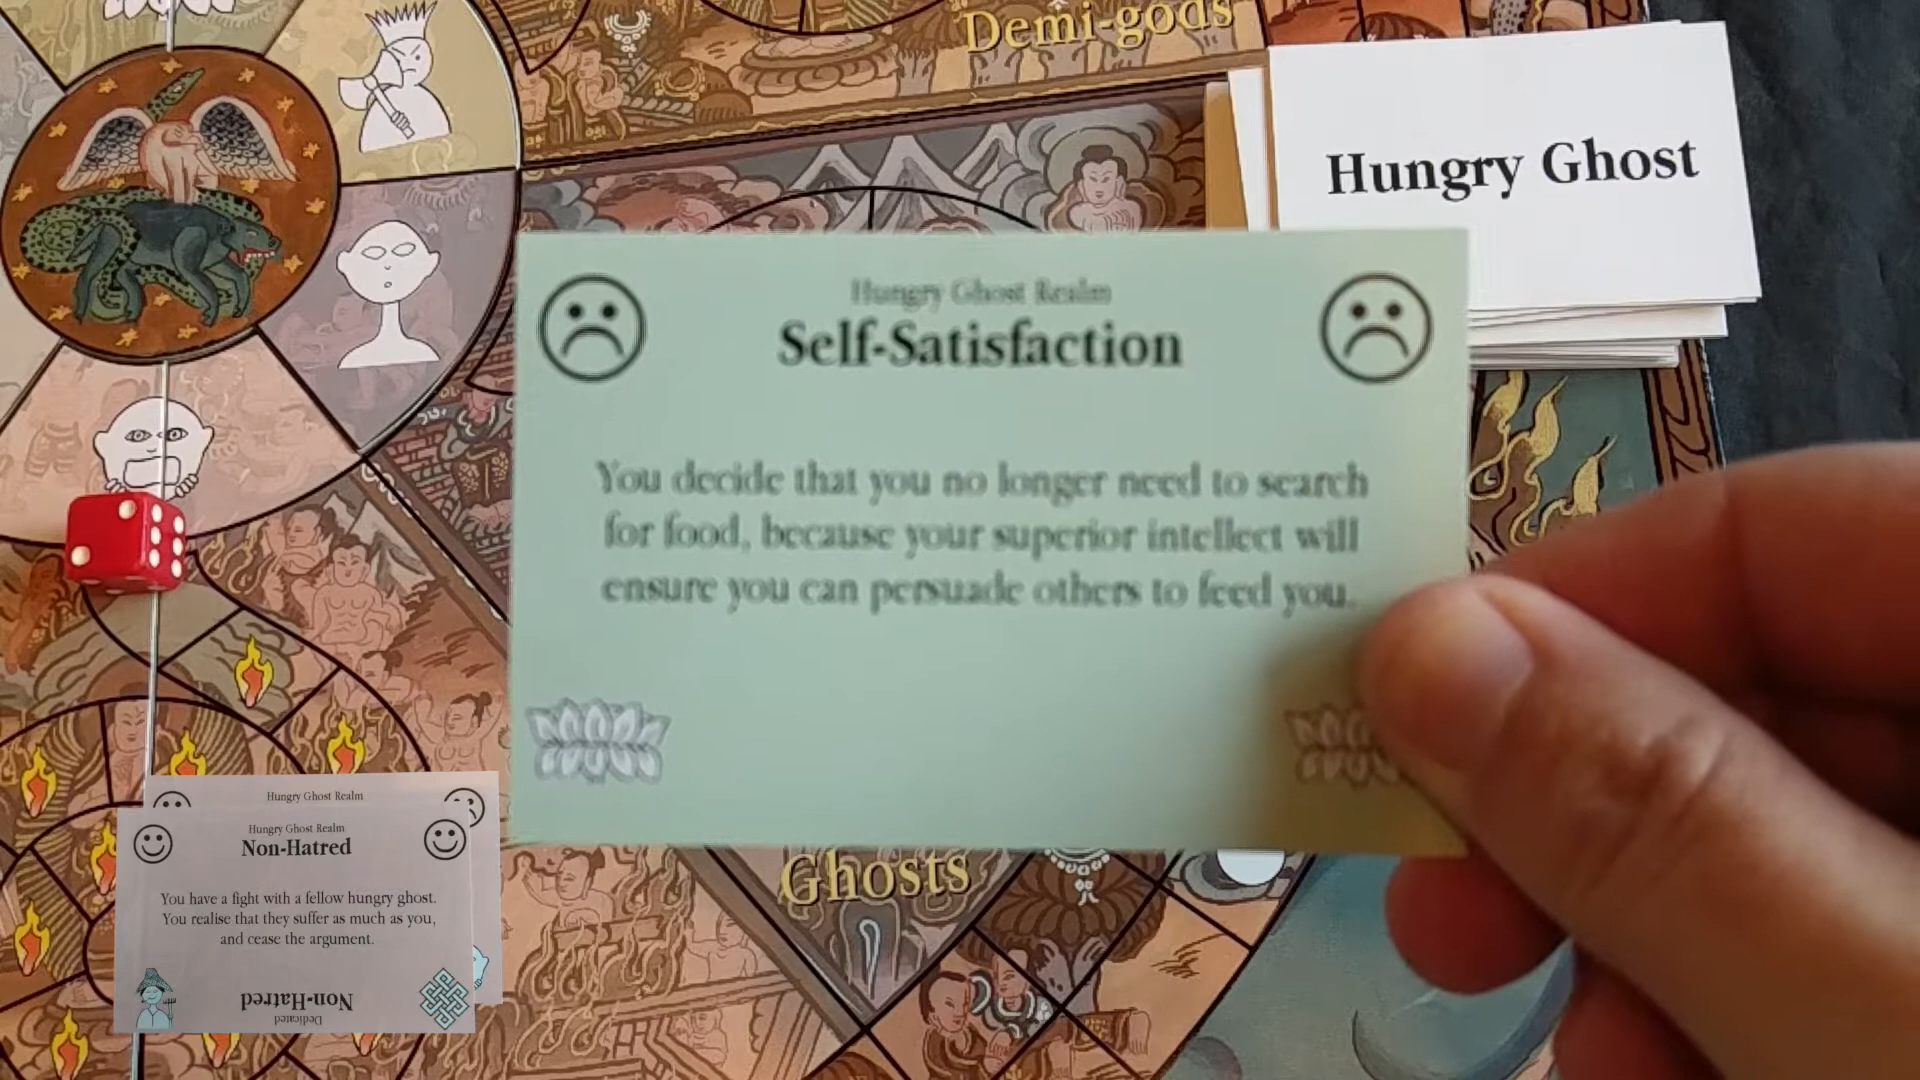 Demi-gods
Hungry Ghost
Hungry Ghost Realm
Self-Satisfaction
You decide that you no longer need to search
for food, because your superior intellect will
ensure you can persuade others to feed you.
Ghosts
Hungry Ghost Realm
Hungry Ghost Realm
Non-Hatred
You have a fight with a fellow hungry ghost.
You realise that they suffer as much as you,
and cease the argument.
Non-Hatred
Dedicated